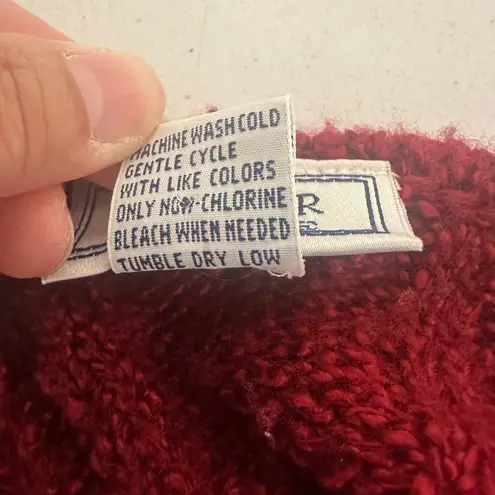 MACHINE WASH COLD
GENTLE CYCLE
WITH LIKE COLORS
ONLY NON-CHLORINE
BLEACH WHEN NEEDED
TUMBLE DRY LOW
R